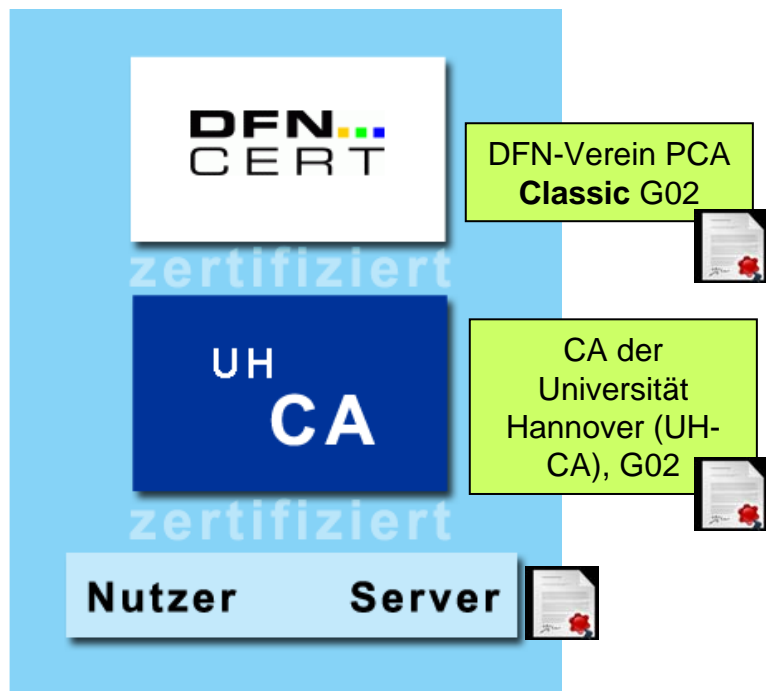 DFN...
CERT
DFN-Verein PCA
Classic G02
zertifiziert
UH
CA
CA der
Universität
Hannover (UH-
CA), G02
zertifiziert
Nutzer Server